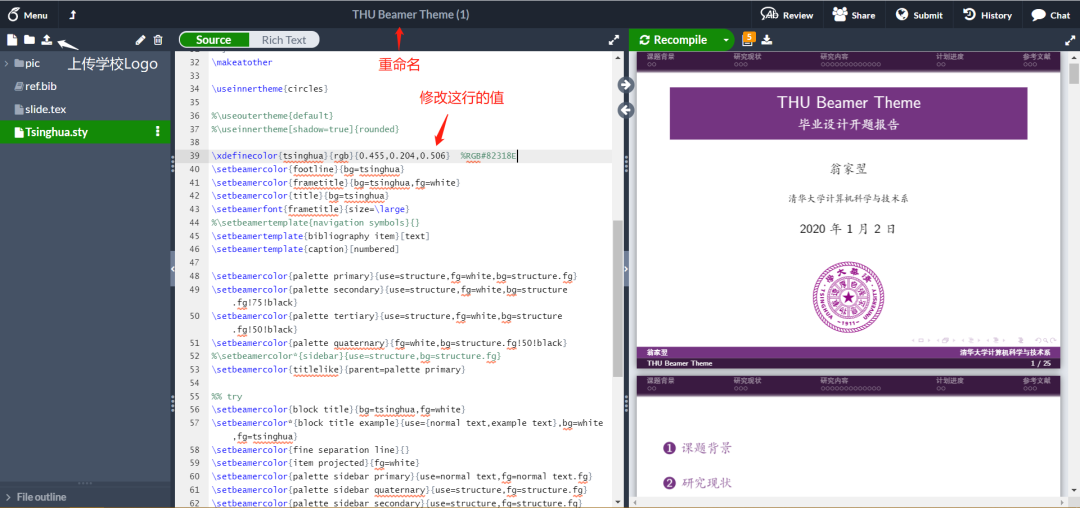 Menu
THU Beamer Theme (1)
Review
Share
Submit
History
Chat
上传学校Logo
Source
Rich Text
重命名
Recompile
5
pic
ref.bib
slide.tex
Tsinghua.sty
File outline
修改这行的值
32 \makeatother
33
34 \useinnertheme{circles}
35
36 %\useoutertheme{default}
37 %\useinnertheme[shadow=true]{rounded}
38
39 \xdefinecolor{tsinghua}{rgb}{0.455,0.204,0.506} %RGB#82318E
40 \setbeamercolor{footline}{bg=tsinghua}
41 \setbeamercolor{frametitle}{bg=tsinghua,fg=white}
42 \setbeamercolor{title}{bg=tsinghua}
43 \setbeamerfont{frametitle}{size=\large}
44 %\setbeamertemplate{navigation symbols}{}
45 \setbeamertemplate{bibliography item}[text]
46 \setbeamertemplate{caption}[numbered]
47
48 \setbeamercolor{palette primary}{use=structure,fg=white,bg=structure.fg}
49 \setbeamercolor{palette secondary}{use=structure,fg=white,bg=structure
.fg!75!black}
50 \setbeamercolor{palette tertiary}{use=structure,fg=white,bg=structure
.fg!50!black}
51 \setbeamercolor{palette quaternary}{fg=white,bg=structure.fg!50!black}
52 %\setbeamercolor*{sidebar}{use=structure,bg=structure.fg}
53 \setbeamercolor{titlelike}{parent=palette primary}
54
55 %% try
56 \setbeamercolor{block title}{bg=tsinghua,fg=white}
57 \setbeamercolor*{block title example}{use={normal text,example text},bg=white
,fg=tsinghua}
58 \setbeamercolor{fine separation line}{}
59 \setbeamercolor{item projected}{fg=white}
60 \setbeamercolor{palette sidebar primary}{use=normal text,fg=normal text.fg}
61 \setbeamercolor{palette sidebar quaternary}{use=structure,fg=structure.fg}
62 \setbeamercolor{palette sidebar secondary}{use=structure,fg=structure.fg}
课题背景 研究现状 研究内容 计划进度 参考文献
THU Beamer Theme
毕业设计开题报告
翁家翌
清华大学计算机科学与技术系
2020 年 1 月 2 日
TSINGHUA UNIVERSITY
-1911-
翁家翌 清华大学计算机科学与技术系
THU Beamer Theme 1 / 25
课题背景 研究现状 研究内容 计划进度 参考文献
1 课题背景
2 研究现状